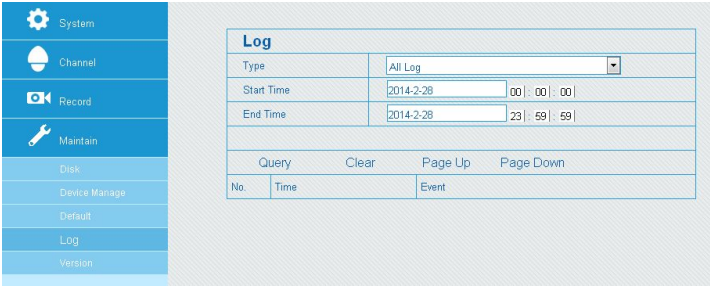 System
Channel
Record
Maintain
Disk
Device Manage
Default
Log
Version
Log
Type All Log
Start Time 2014-2-28 00 : 00 : 00
End Time 2014-2-28 23 : 59 : 59
Query Clear Page Up Page Down
No. Time Event